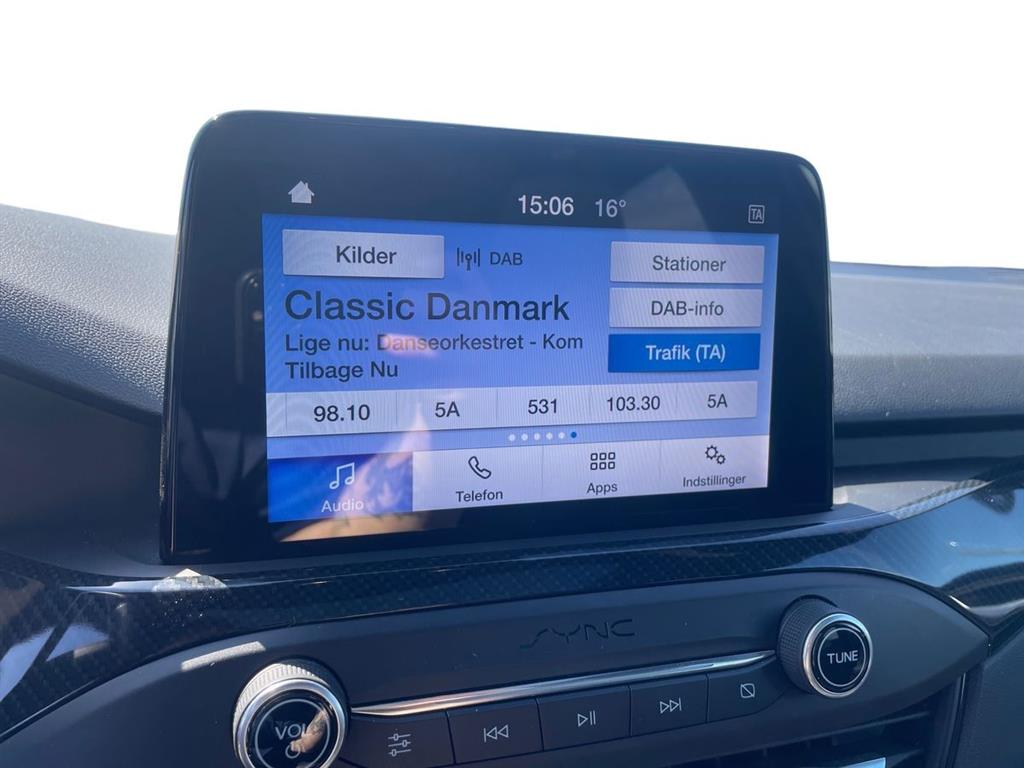 15:06 16° TA
Kilder DAB Stationer
Classic Danmark DAB-info
Lige nu: Danseorkestret - Kom
Tilbage Nu Trafik (TA)
98.10 5A 531 103.30 5A
Audio Telefon Apps Indstillinger
SYNC
VOL TUNE